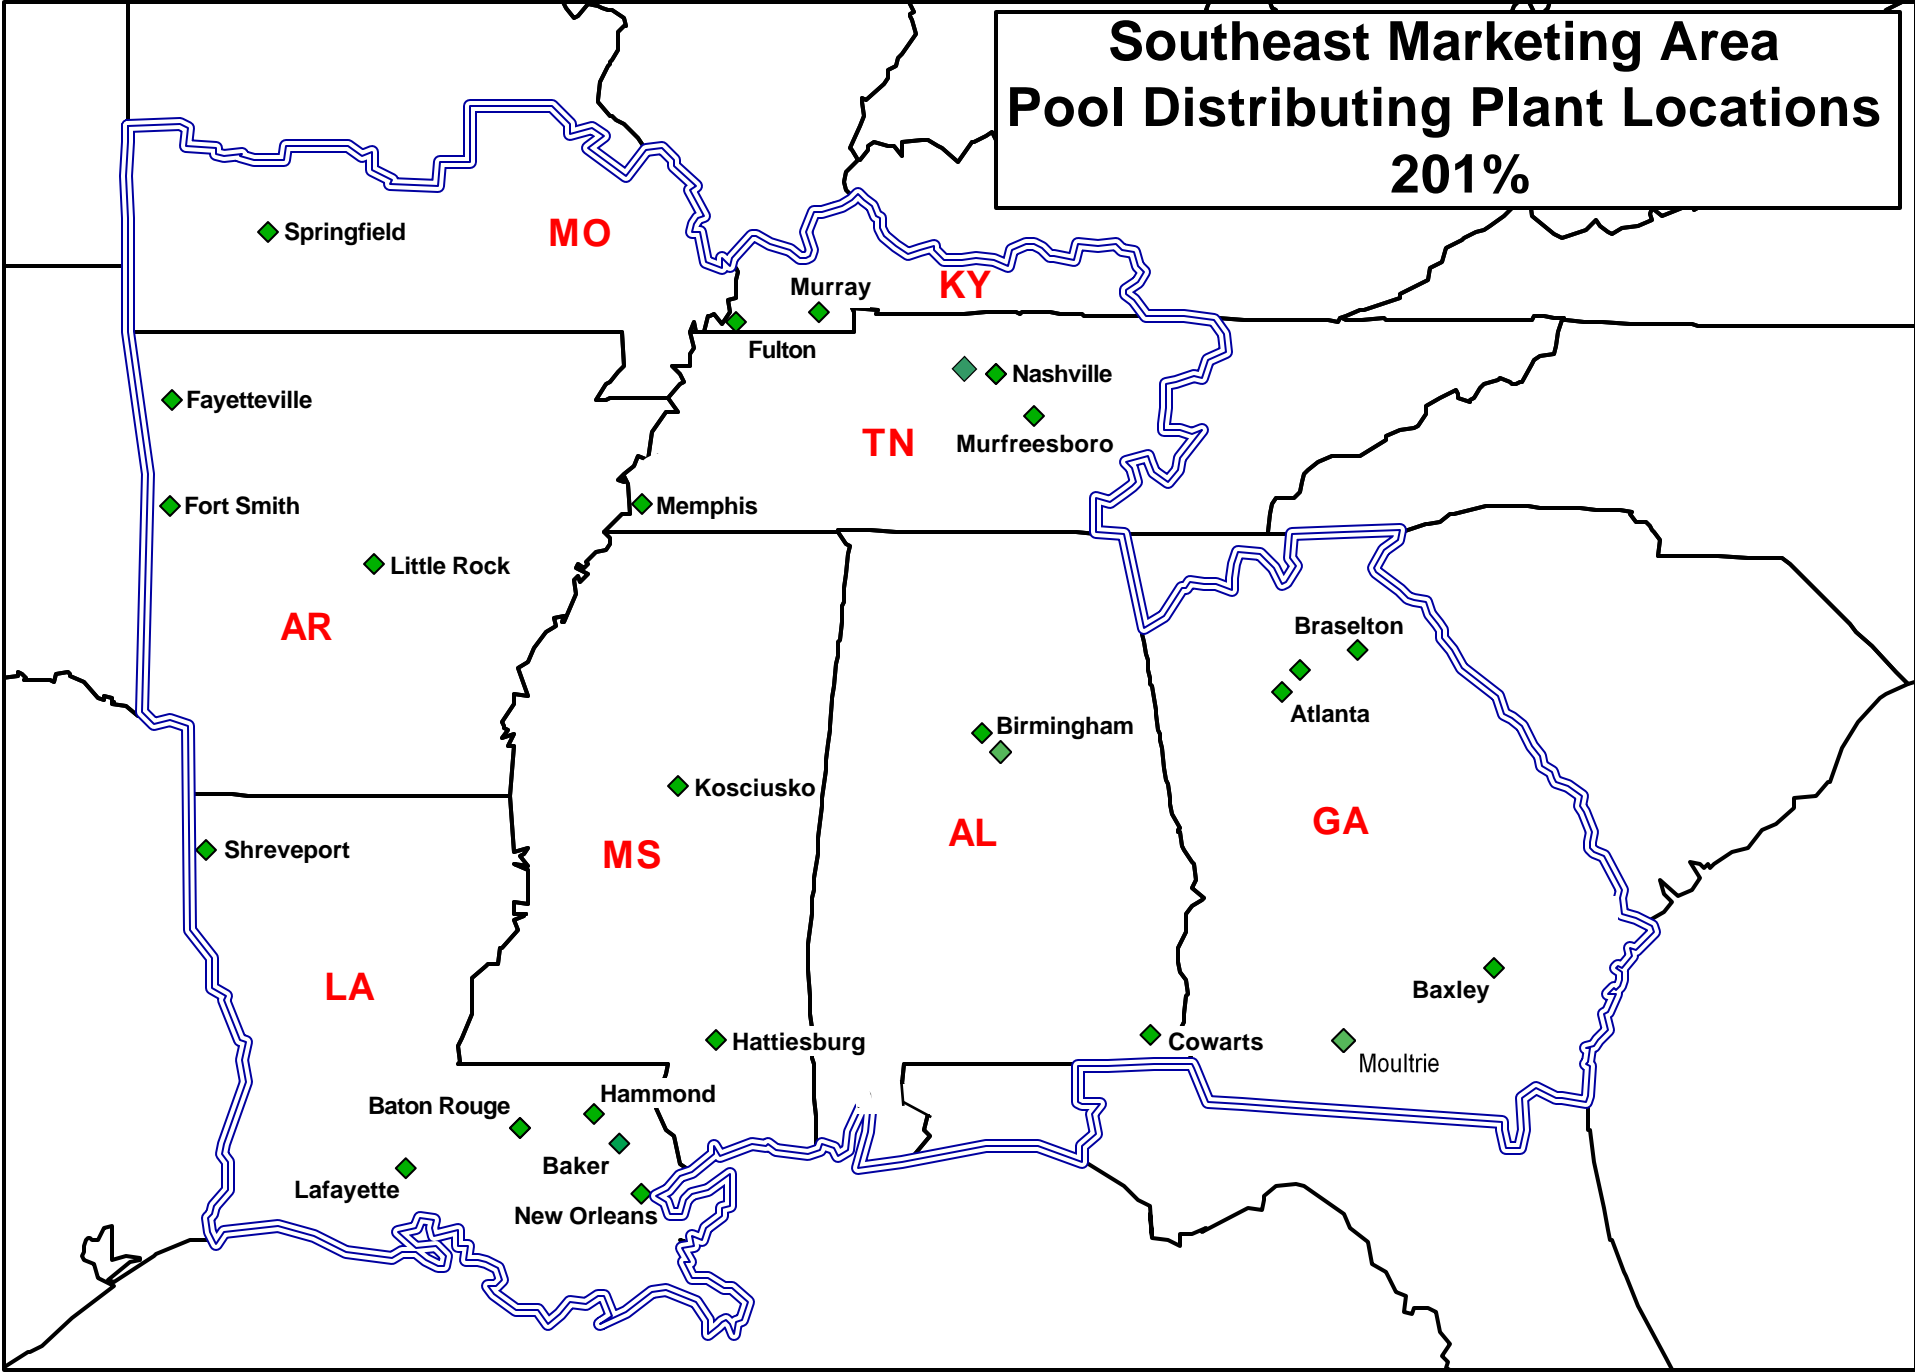 Southeast Marketing Area
Pool Distributing Plant Locations
201%
Springfield
MO
Murray
KY
Fulton
Nashville
Fayetteville
TN
Murfreesboro
Fort Smith
Memphis
Little Rock
AR
Braselton
Atlanta
Birmingham
Kosciusko
GA
AL
MS
Shreveport
LA
Baxley
Hattiesburg
Cowarts
Moultrie
Hammond
Baton Rouge
Baker
Lafayette
New Orleans